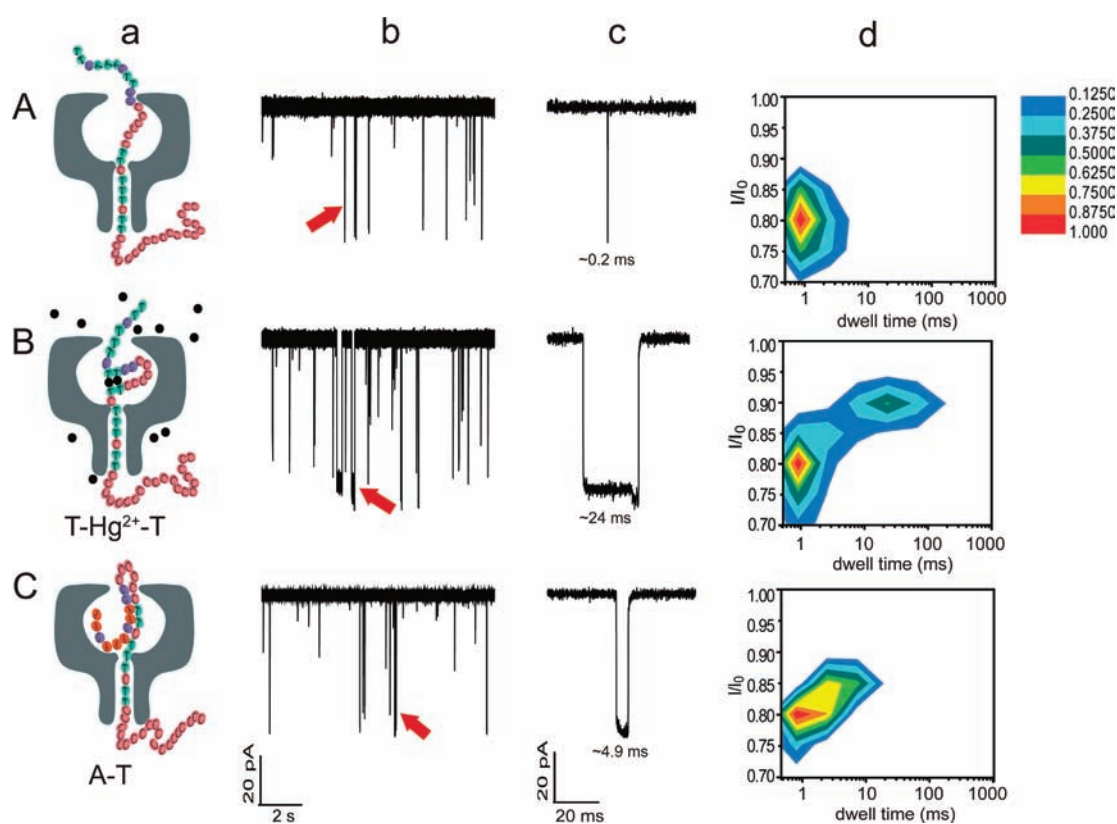 a b c d
A
~0.2 ms
I/I0
1.00
0.95
0.90
0.85
0.80
0.75
0.70
1 10 100 1000
dwell time (ms)
0.1250
0.2500
0.3750
0.5000
0.6250
0.7500
0.8750
1.000
B
T-Hg2+-T
~24 ms
I/I0
1.00
0.95
0.90
0.85
0.80
0.75
0.70
1 10 100 1000
dwell time (ms)
C
A-T
20 pA
2 s
~4.9 ms
20 pA
20 ms
I/I0
1.00
0.95
0.90
0.85
0.80
0.75
0.70
1 10 100 1000
dwell time (ms)